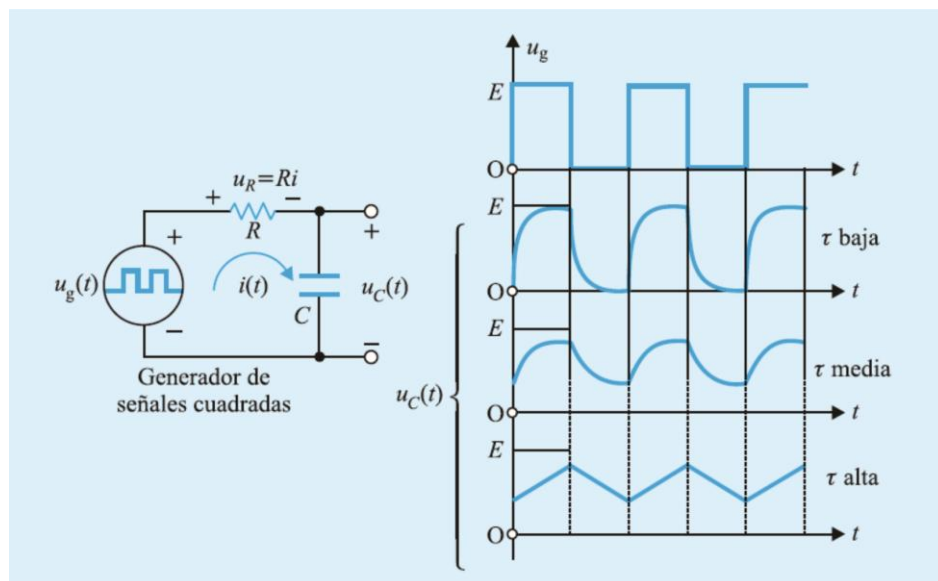 u_R=Ri
+ −
R
+
u_g(t)
i(t)
C
+
u_C(t)
−
−
Generador de
señales cuadradas
u_g
E
O
t
u_C(t)
E
τ baja
O
t
E
τ media
O
t
E
τ alta
O
t